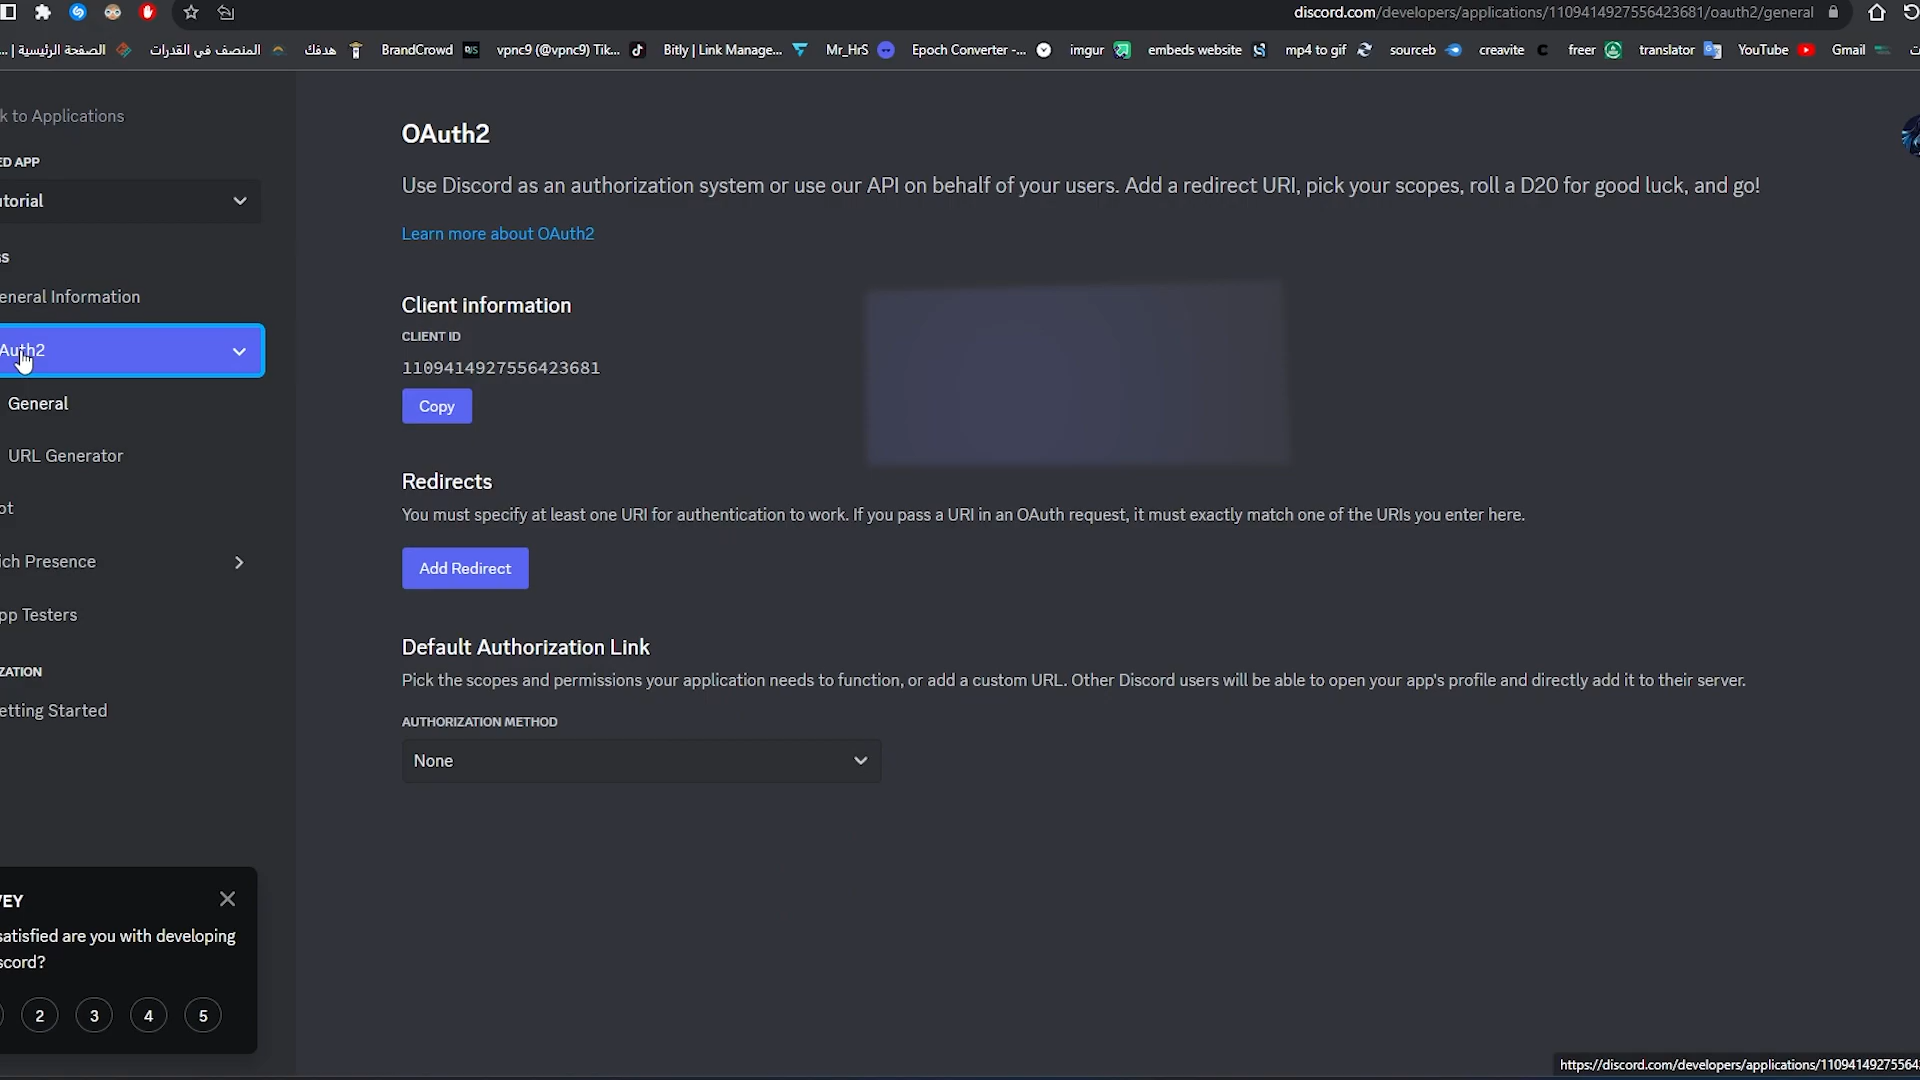 discord.com/developers/applications/1109414927556423681/oauth2/general
الصفحة الرئيسية | ...
المنصف في القدرات
هدفك
BrandCrowd
vpnc9 (@vpnc9) Tik...
Bitly | Link Manage...
Mr_HrS
Epoch Converter -...
imgur
embeds website
mp4 to gif
sourceb
creavite
freer
translator
YouTube
Gmail
k to Applications
ED APP
utorial
s
eneral Information
Auth2
General
URL Generator
ot
ich Presence
pp Testers
ZATION
etting Started
OAuth2
Use Discord as an authorization system or use our API on behalf of your users. Add a redirect URI, pick your scopes, roll a D20 for good luck, and go!
Learn more about OAuth2
Client information
CLIENT ID
1109414927556423681
Copy
Redirects
You must specify at least one URI for authentication to work. If you pass a URI in an OAuth request, it must exactly match one of the URIs you enter here.
Add Redirect
Default Authorization Link
Pick the scopes and permissions your application needs to function, or add a custom URL. Other Discord users will be able to open your app's profile and directly add it to their server.
AUTHORIZATION METHOD
None
VEY
satisfied are you with developing
scord?
2 3 4 5
https://discord.com/developers/applications/11094149275564